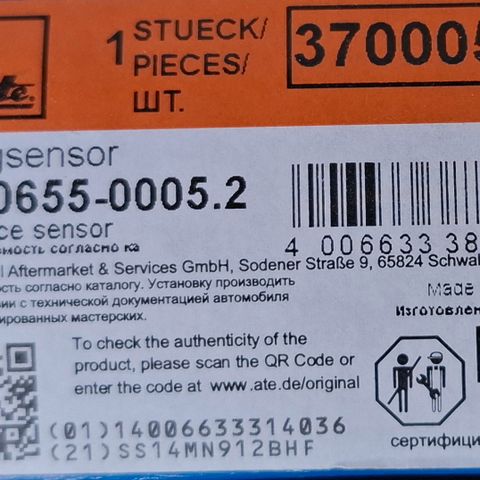 ate
1 STUECK/
PIECES/
ШТ.
370005
gsensor
0655-0005.2
ce sensor
мость согласно ка
4 006633 38
l Aftermarket & Services GmbH, Sodener Straße 9, 65824 Schwal
ость согласно каталогу. Установку производить
вии с технической документацией автомобиля
ированных мастерских.
Made
Изготовлен
To check the authenticity of the
product, please scan the QR Code or
enter the code at www.ate.de/original
(01)14006633314036
(21)SS14MN912BHF
сертифици